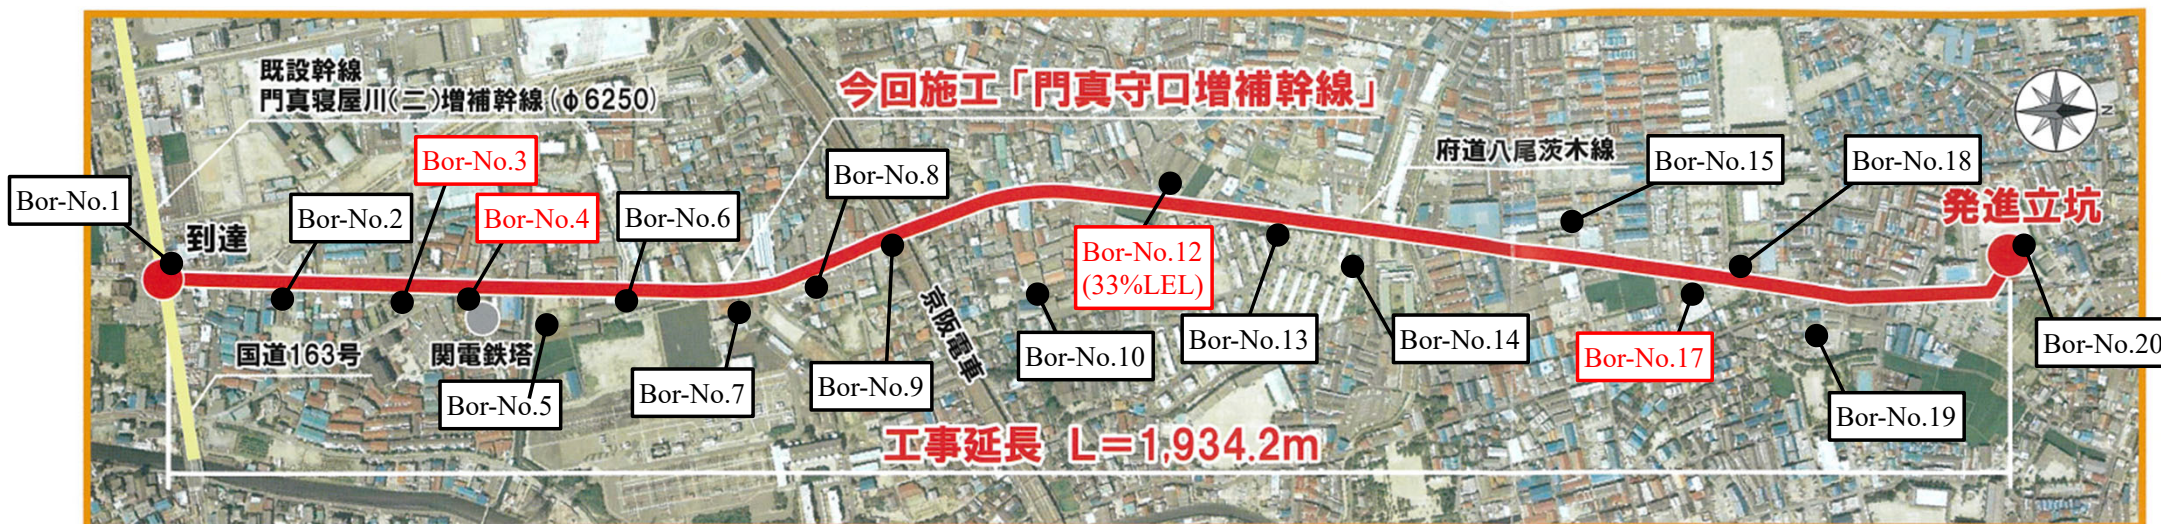 既設幹線
門真寝屋川(二)増補幹線(φ6250)
今回施工「門真守口増補幹線」
府道八尾茨木線
N
Bor-No.1
到達
Bor-No.2
Bor-No.3
Bor-No.4
Bor-No.5
Bor-No.6
Bor-No.7
Bor-No.8
Bor-No.9
Bor-No.10
Bor-No.12
(33%LEL)
Bor-No.13
Bor-No.14
Bor-No.15
Bor-No.17
Bor-No.18
Bor-No.19
Bor-No.20
発進立坑
国道163号
関電鉄塔
京阪電車
工事延長 L=1,934.2m